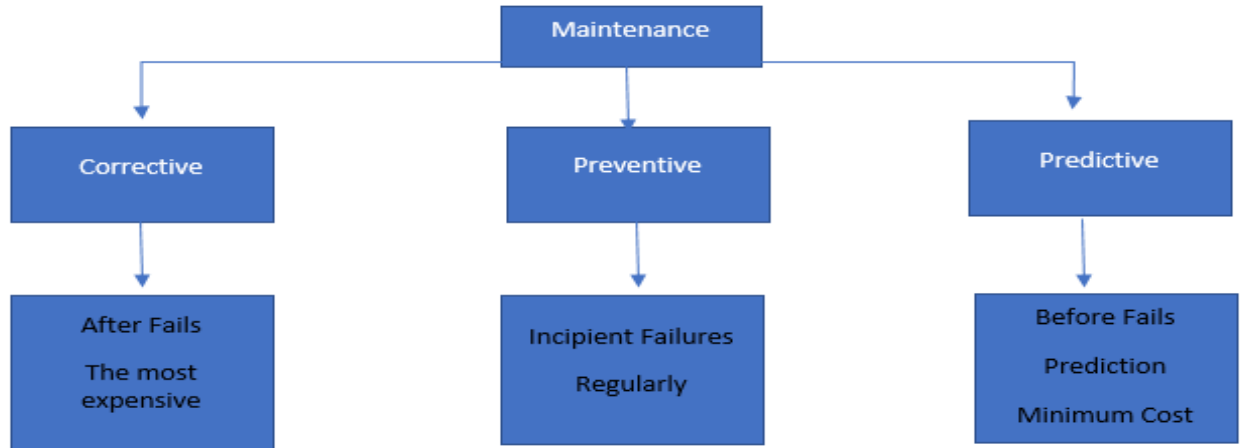 Maintenance
Corrective
Preventive
Predictive
After Fails
The most
expensive
Incipient Failures
Regularly
Before Fails
Prediction
Minimum Cost